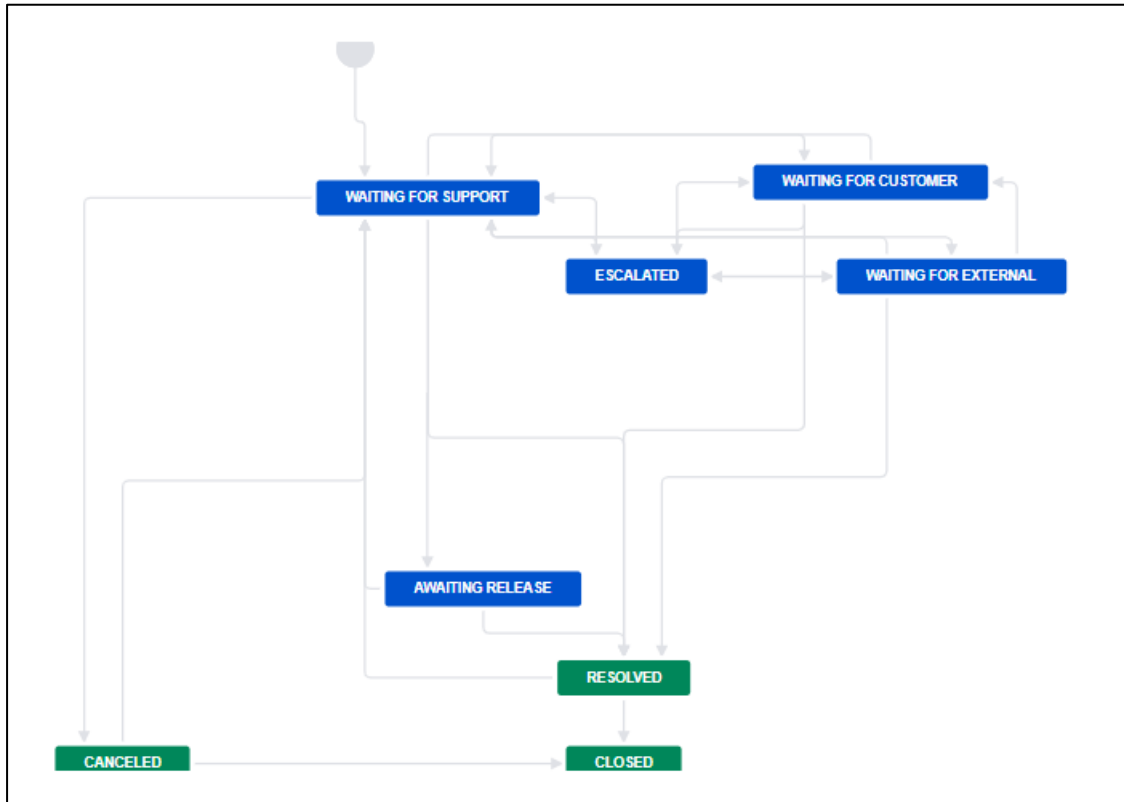 WAITING FOR SUPPORT
WAITING FOR CUSTOMER
ESCALATED
WAITING FOR EXTERNAL
AWAITING RELEASE
RESOLVED
CANCELED
CLOSED